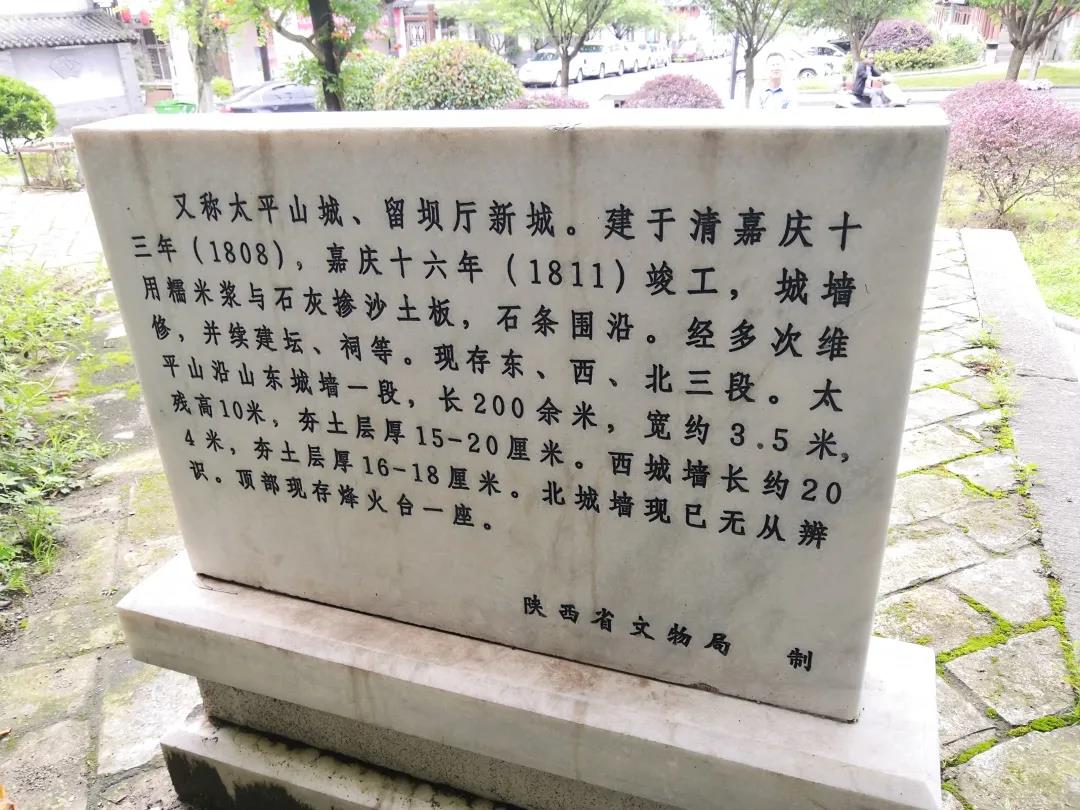 又称太平山城、留坝厅新城。建于清嘉庆十
三年（1808），嘉庆十六年（1811）竣工，城墙
用糯米浆与石灰掺沙土板，石条围沿。经多次维
修，并续建坛、祠等。现存东、西、北三段。太
平山沿山东城墙一段，长200余米，宽约3.5米，
残高10米，夯土层厚15-20厘米。西城墙长约20
4米，夯土层厚16-18厘米。北城墙现已无从辨
识。顶部现存烽火台一座。
陕西省文物局 制